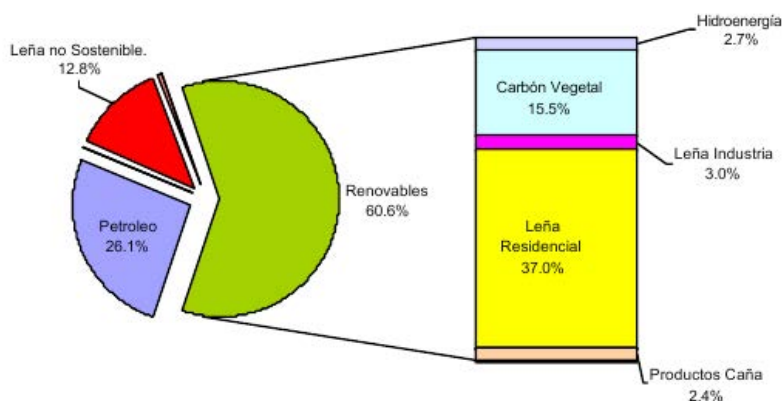 Leña no Sostenible.
12.8%
Petroleo
26.1%
Renovables
60.6%
Hidroenergía
2.7%
Carbón Vegetal
15.5%
Leña Industria
3.0%
Leña
Residencial
37.0%
Productos Caña
2.4%